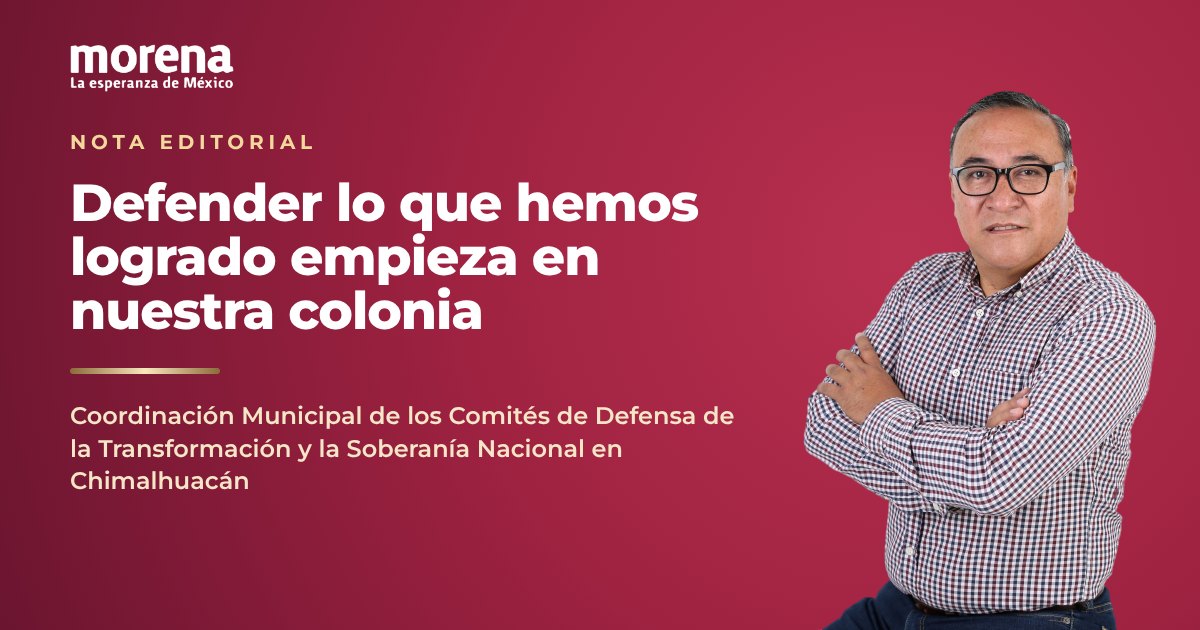 morena
La esperanza de México
NOTA EDITORIAL
Defender lo que hemos
logrado empieza en
nuestra colonia
Coordinación Municipal de los Comités de Defensa de
la Transformación y la Soberanía Nacional en
Chimalhuacán